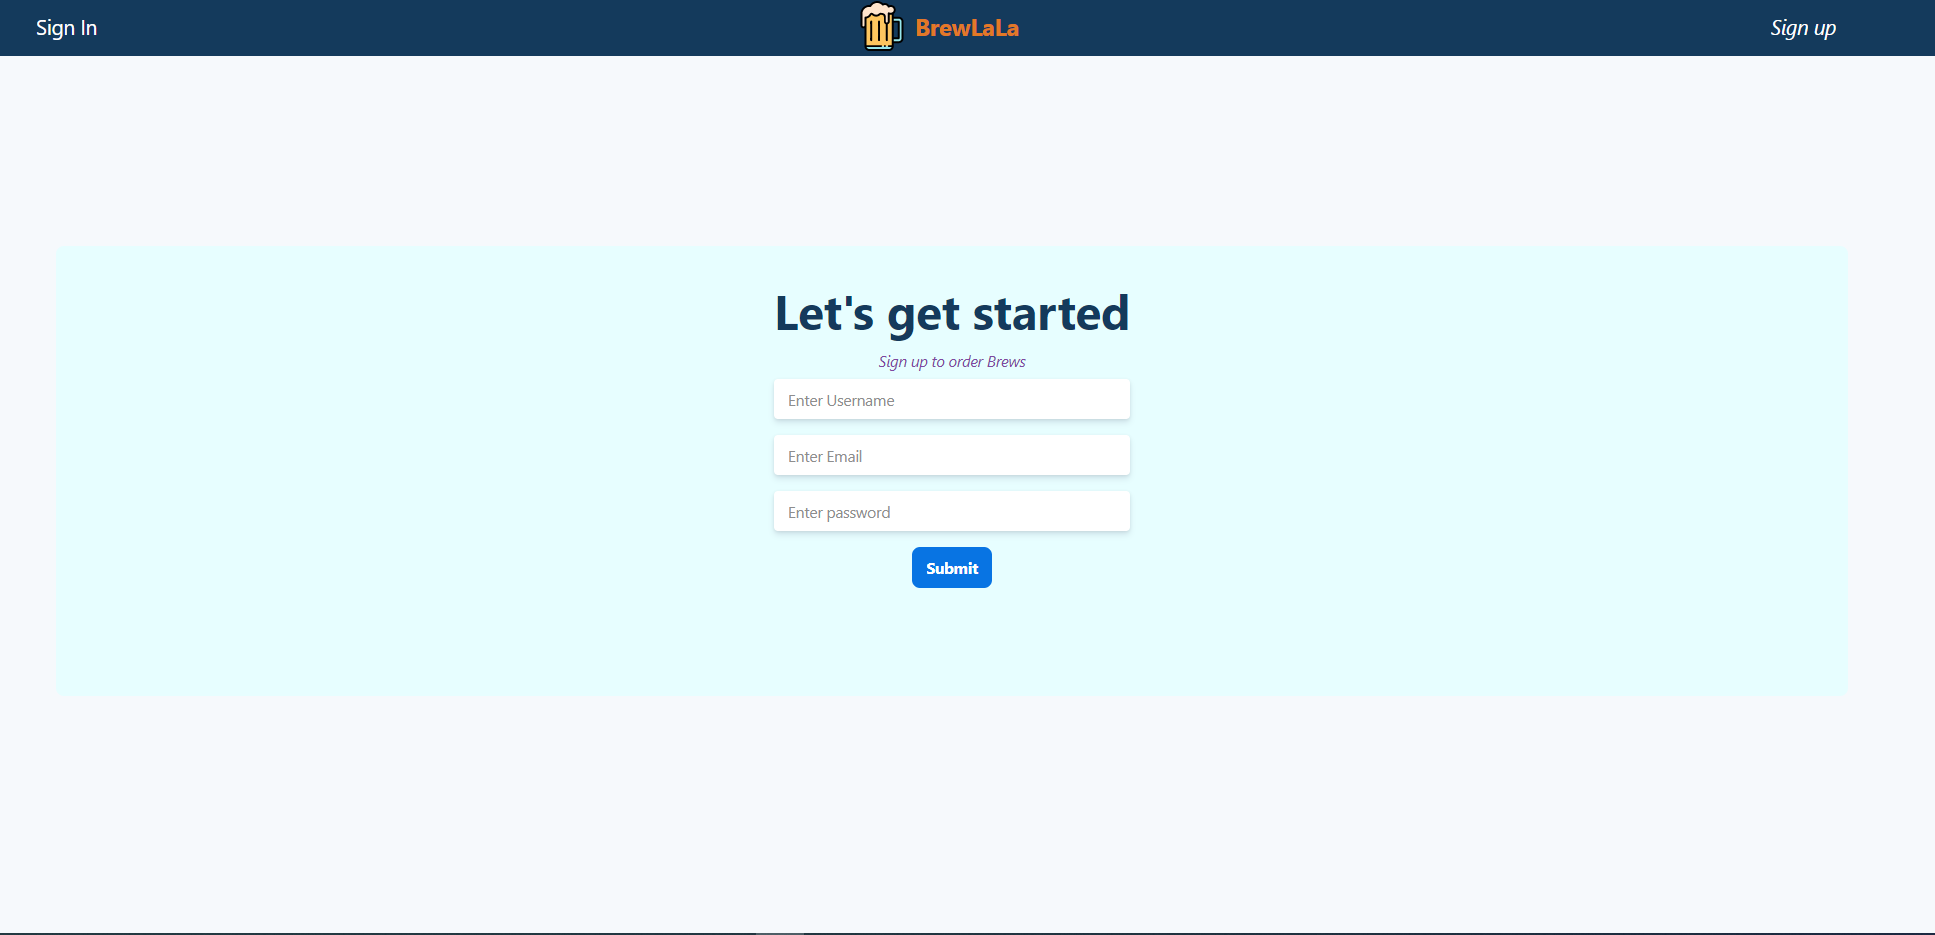 Sign In
BrewLaLa
Sign up
Let's get started
Sign up to order Brews
Enter Username
Enter Email
Enter password
Submit